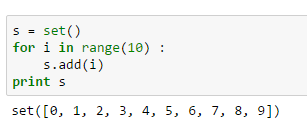 s = set()
for i in range(10) :
    s.add(i)
print s
set([0, 1, 2, 3, 4, 5, 6, 7, 8, 9])